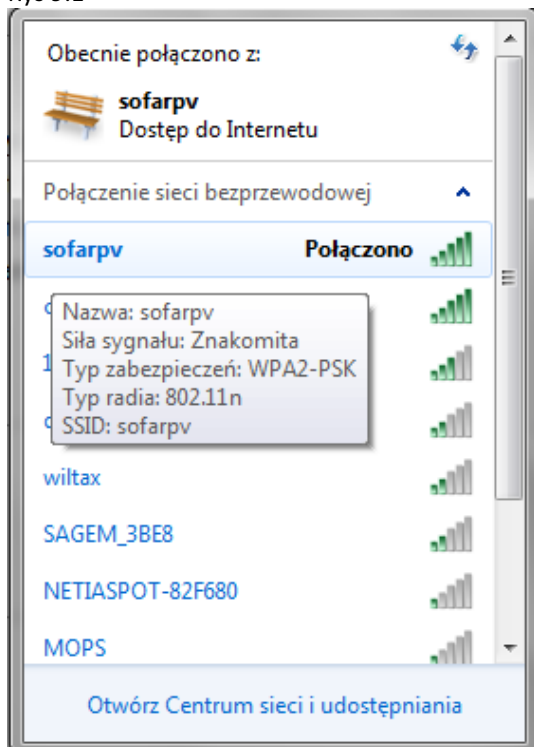 Obecnie połączono z:
sofarpv
Dostęp do Internetu
Połączenie sieci bezprzewodowej
sofarpv Połączono
Nazwa: sofarpv
Siła sygnału: Znakomita
Typ zabezpieczeń: WPA2-PSK
Typ radia: 802.11n
SSID: sofarpv
wiltax
SAGEM_3BE8
NETIASPOT-82F680
MOPS
Otwórz Centrum sieci i udostępniania